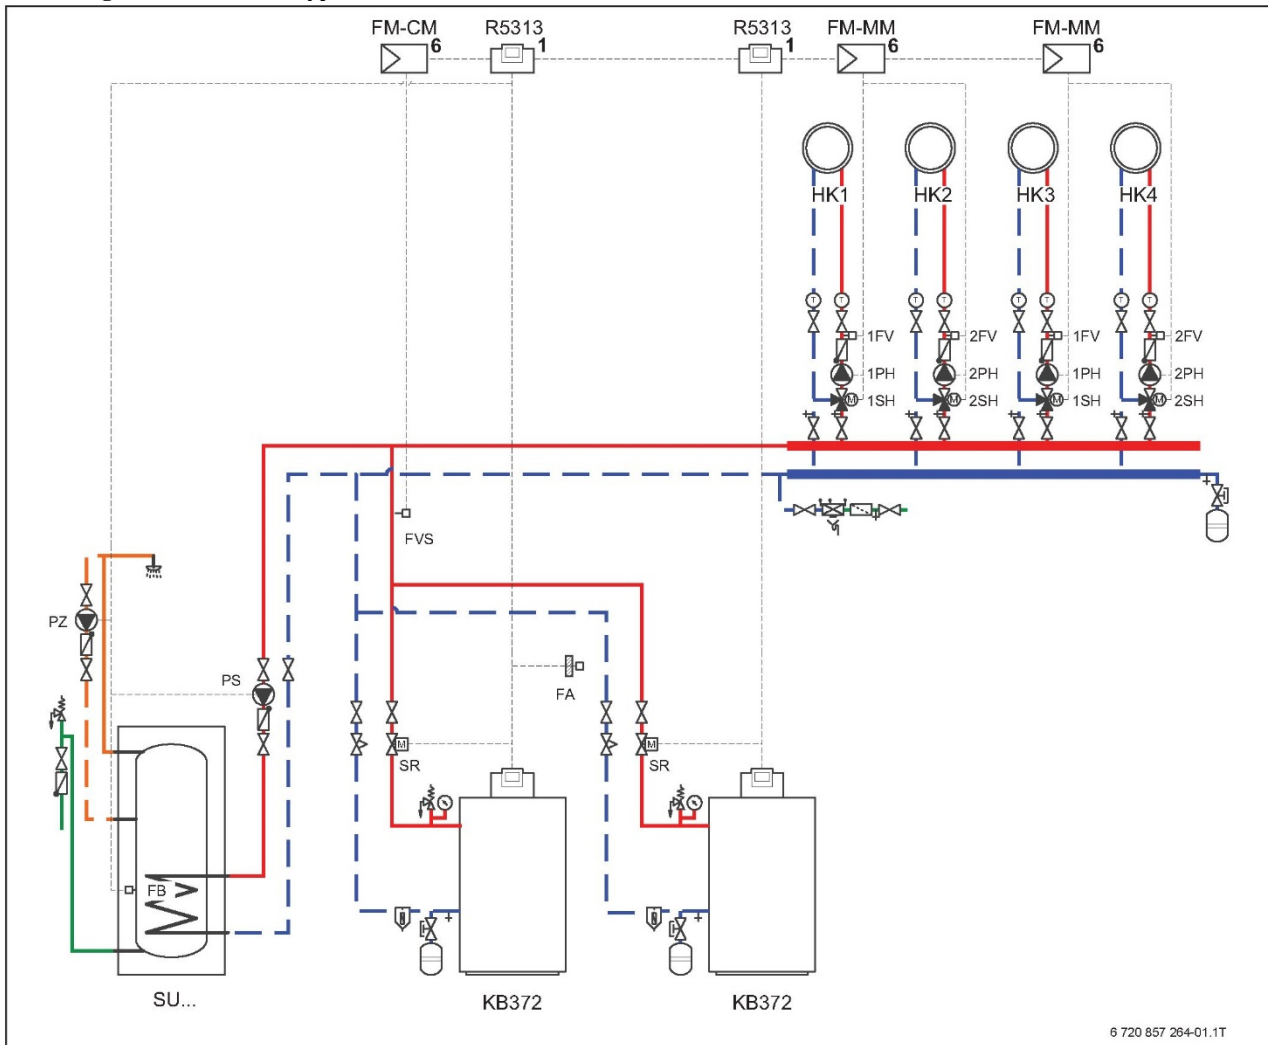 FM-CM
6
R5313
1
R5313
1
FM-MM
6
FM-MM
6
HK1
HK2
HK3
HK4
T T T T T T T T
1FV
2FV
1FV
2FV
1PH
2PH
1PH
2PH
M
1SH
M
2SH
M
1SH
M
2SH
FVS
PZ
PS
FA
M
SR
M
SR
FB
SU...
KB372
KB372
6 720 857 264-01.1T